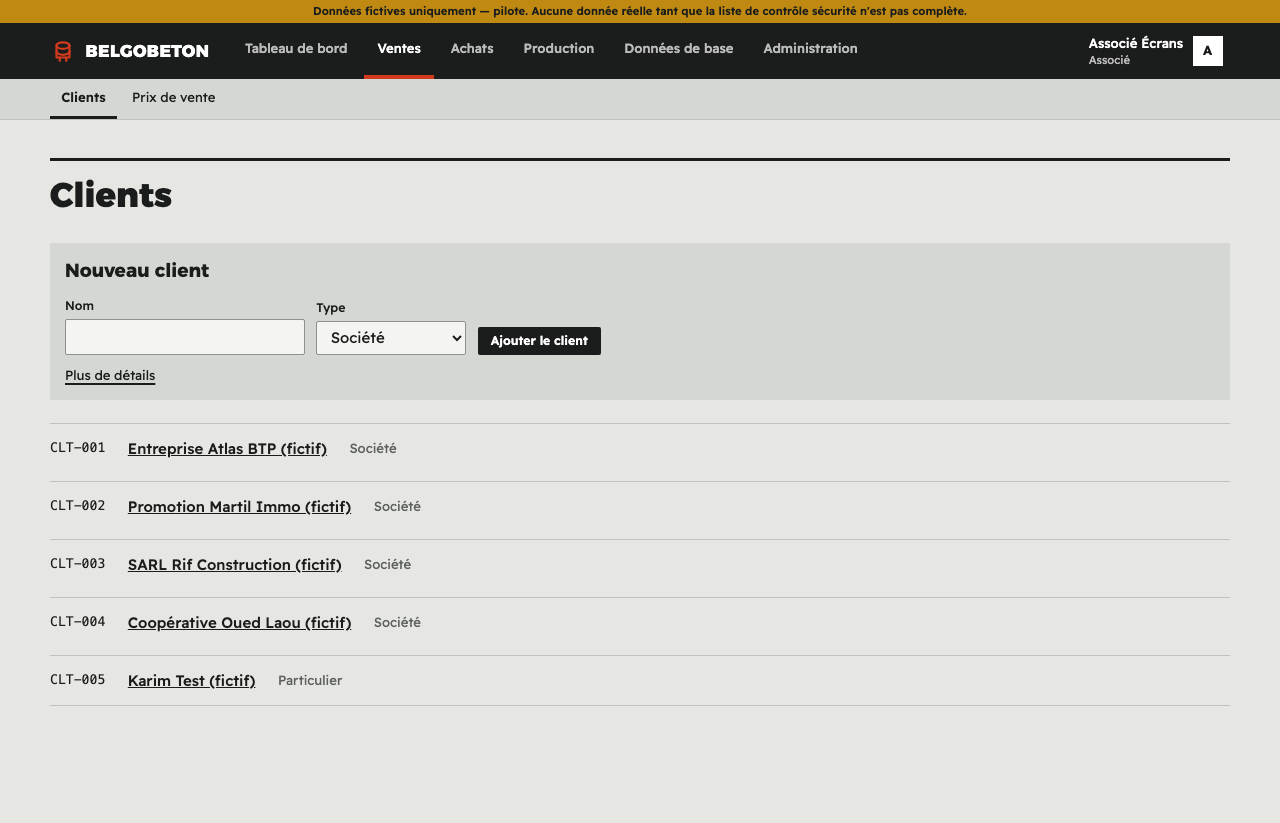 Données fictives uniquement — pilote. Aucune donnée réelle tant que la liste de contrôle sécurité n'est pas complète.
BELGOBETON
Tableau de bord
Ventes
Achats
Production
Données de base
Administration
Associé Écrans
Associé
A
Clients
Prix de vente
Clients
Nouveau client
Nom
Type
Société
Ajouter le client
Plus de détails
CLT-001 Entreprise Atlas BTP (fictif) Société
CLT-002 Promotion Martil Immo (fictif) Société
CLT-003 SARL Rif Construction (fictif) Société
CLT-004 Coopérative Oued Laou (fictif) Société
CLT-005 Karim Test (fictif) Particulier